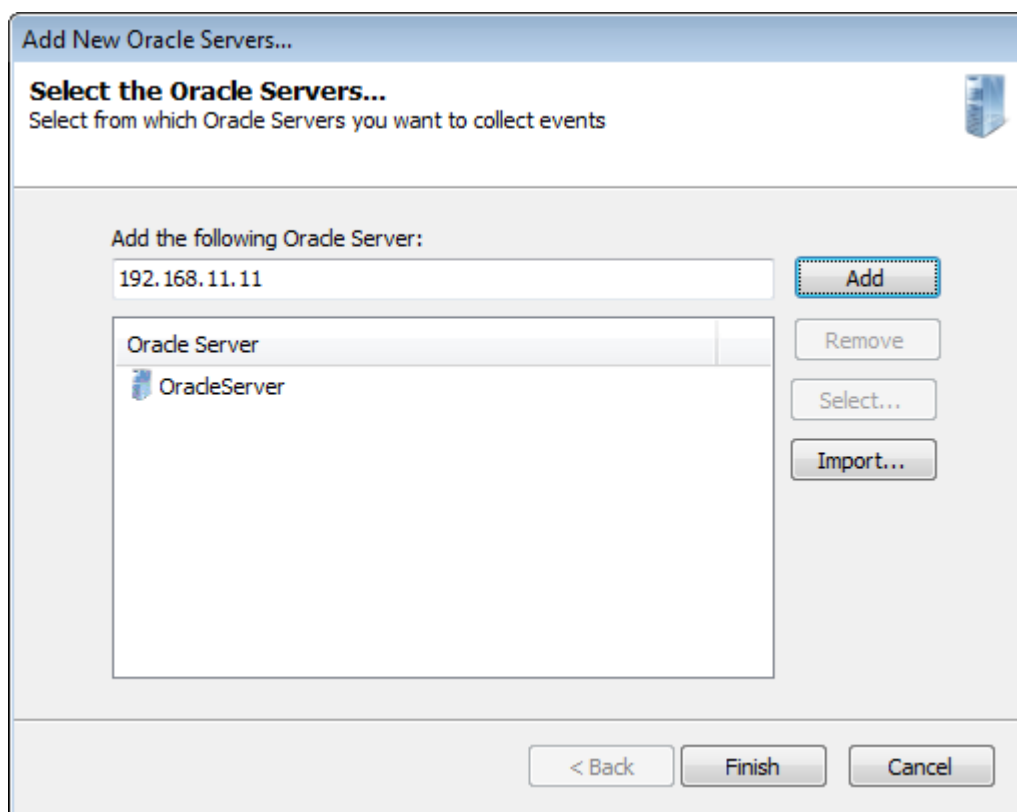 Add New Oracle Servers...
Select the Oracle Servers...
Select from which Oracle Servers you want to collect events
Add the following Oracle Server:
192.168.11.11
Add
Oracle Server
Remove
OracleServer
Select...
Import...
< Back
Finish
Cancel